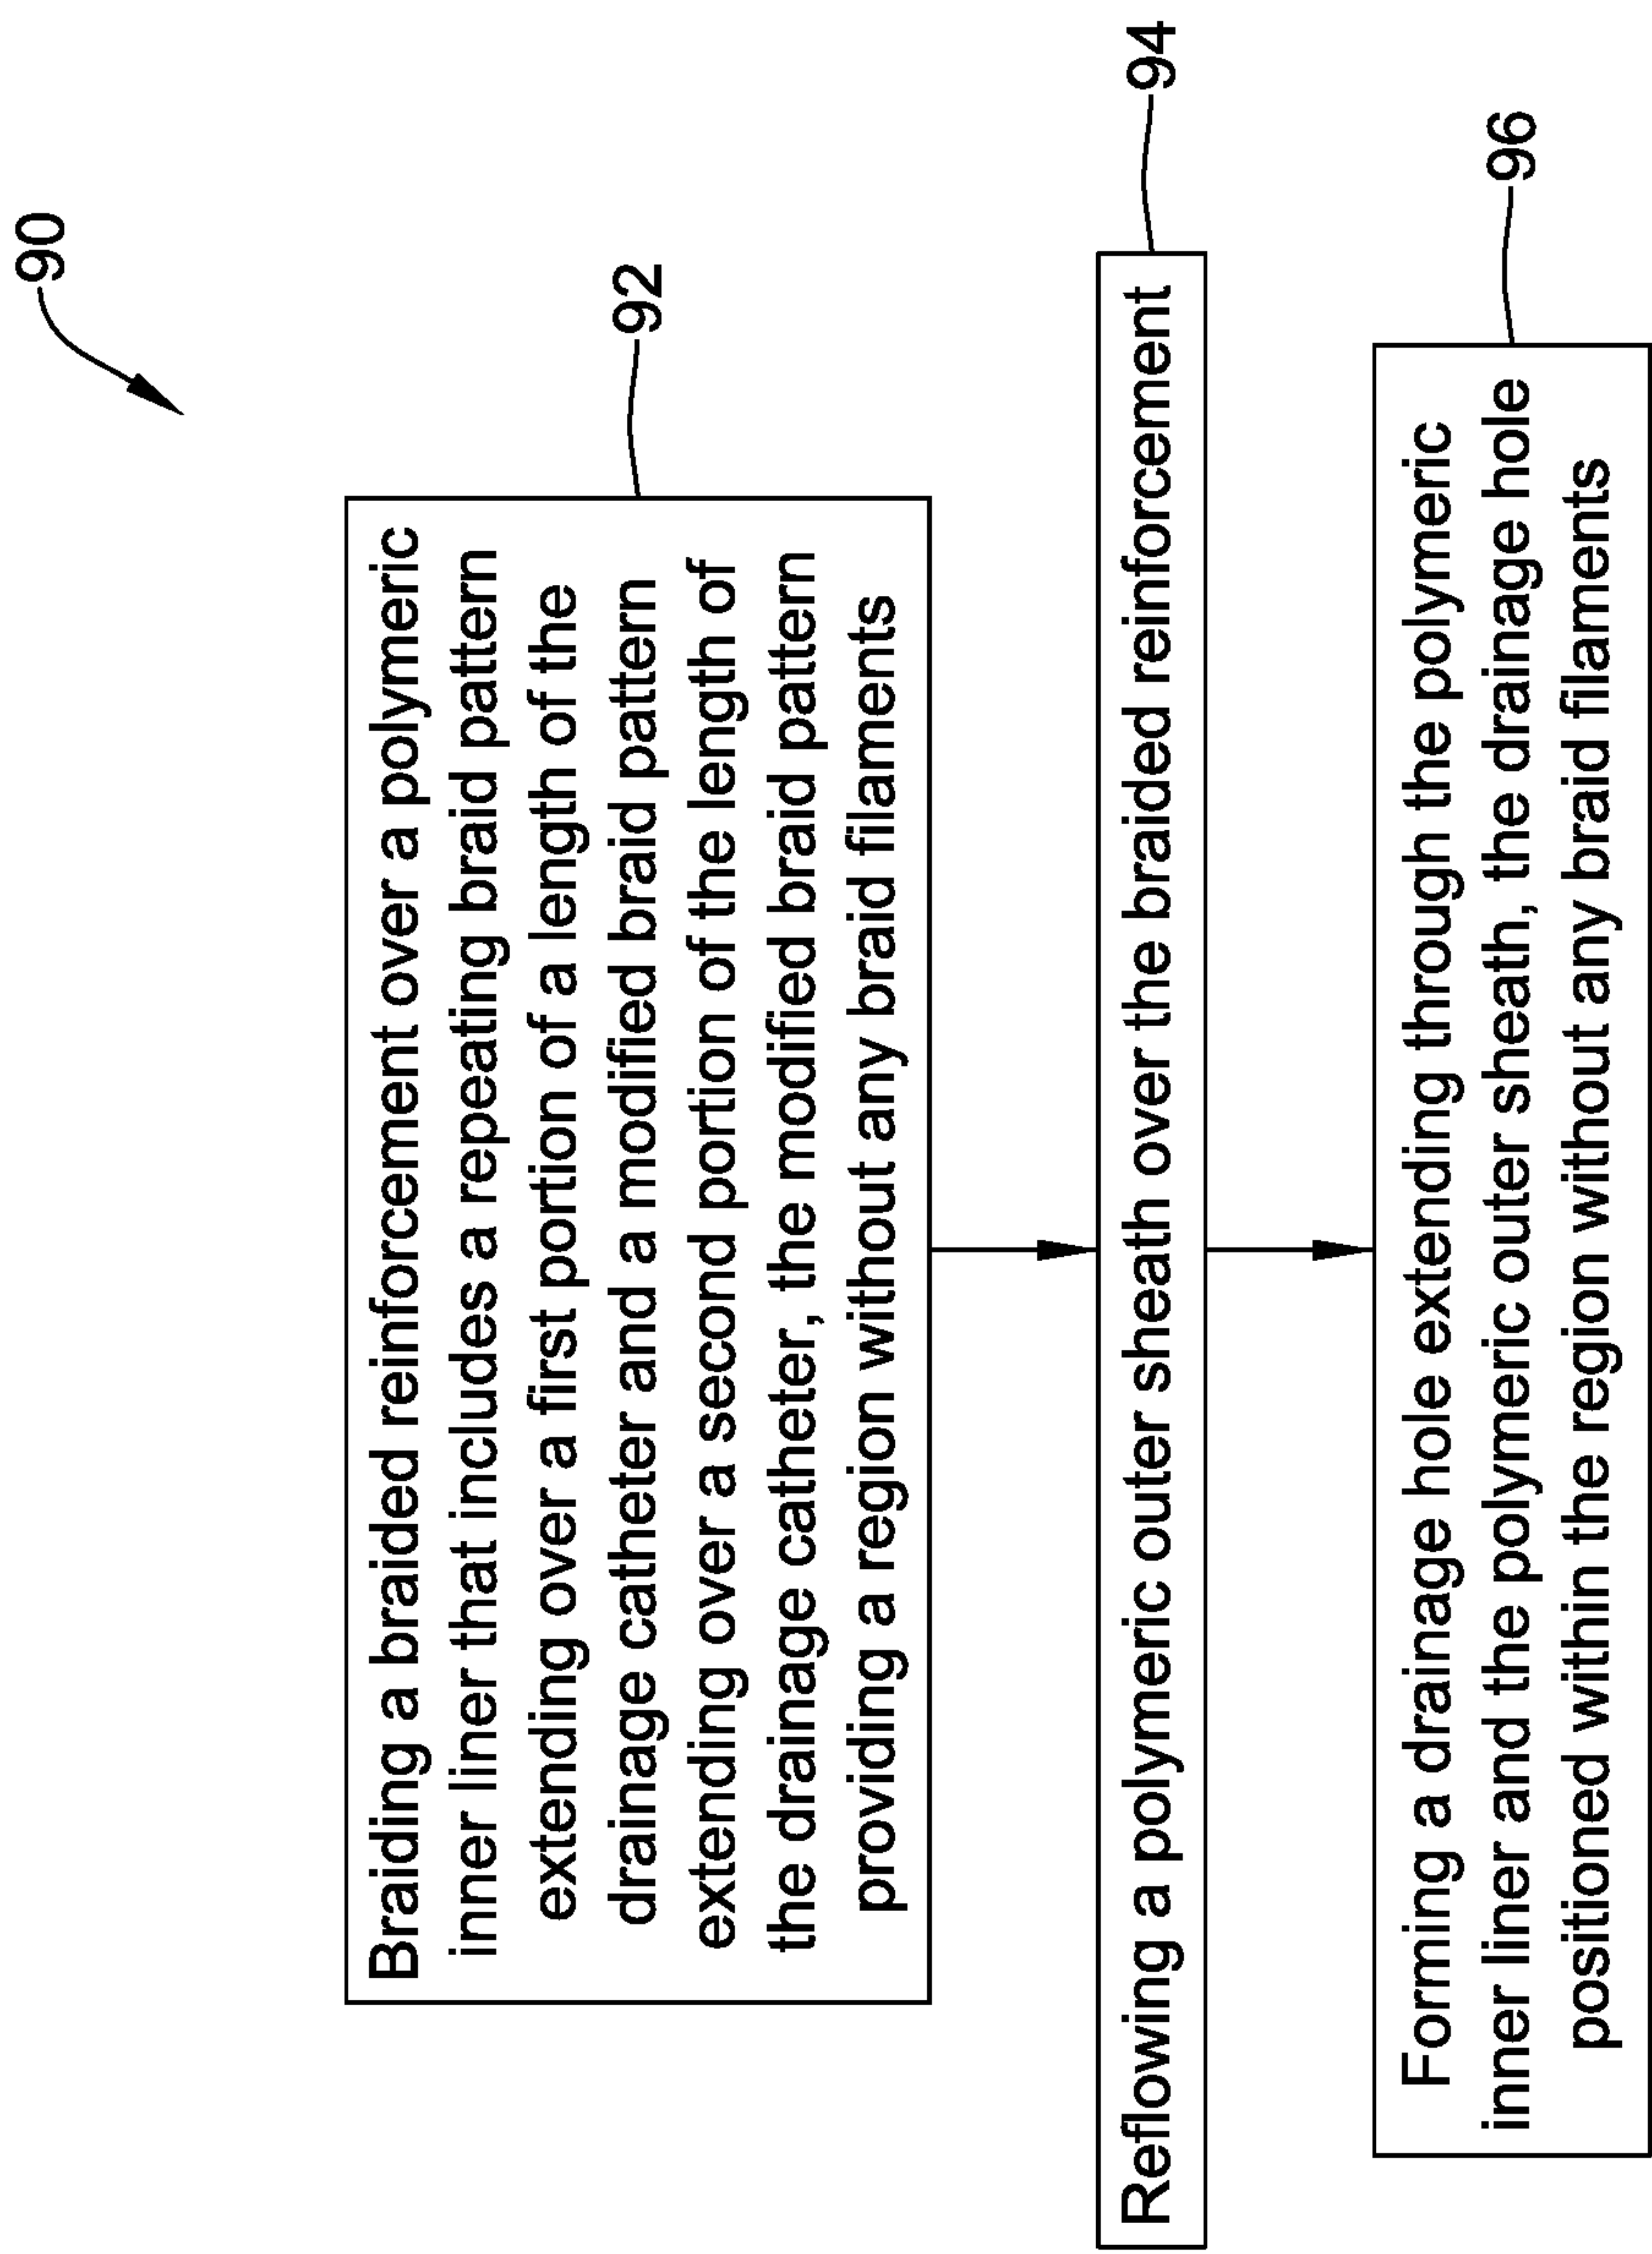 90
Braiding a braided reinforcement over a polymeric
inner liner that includes a repeating braid pattern
extending over a first portion of a length of the
drainage catheter and a modified braid pattern
extending over a second portion of the length of
the drainage catheter, the modified braid pattern
providing a region without any braid filaments
92
Reflowing a polymeric outer sheath over the braided reinforcement
94
Forming a drainage hole extending through the polymeric
inner liner and the polymeric outer sheath, the drainage hole
positioned within the region without any braid filaments
96